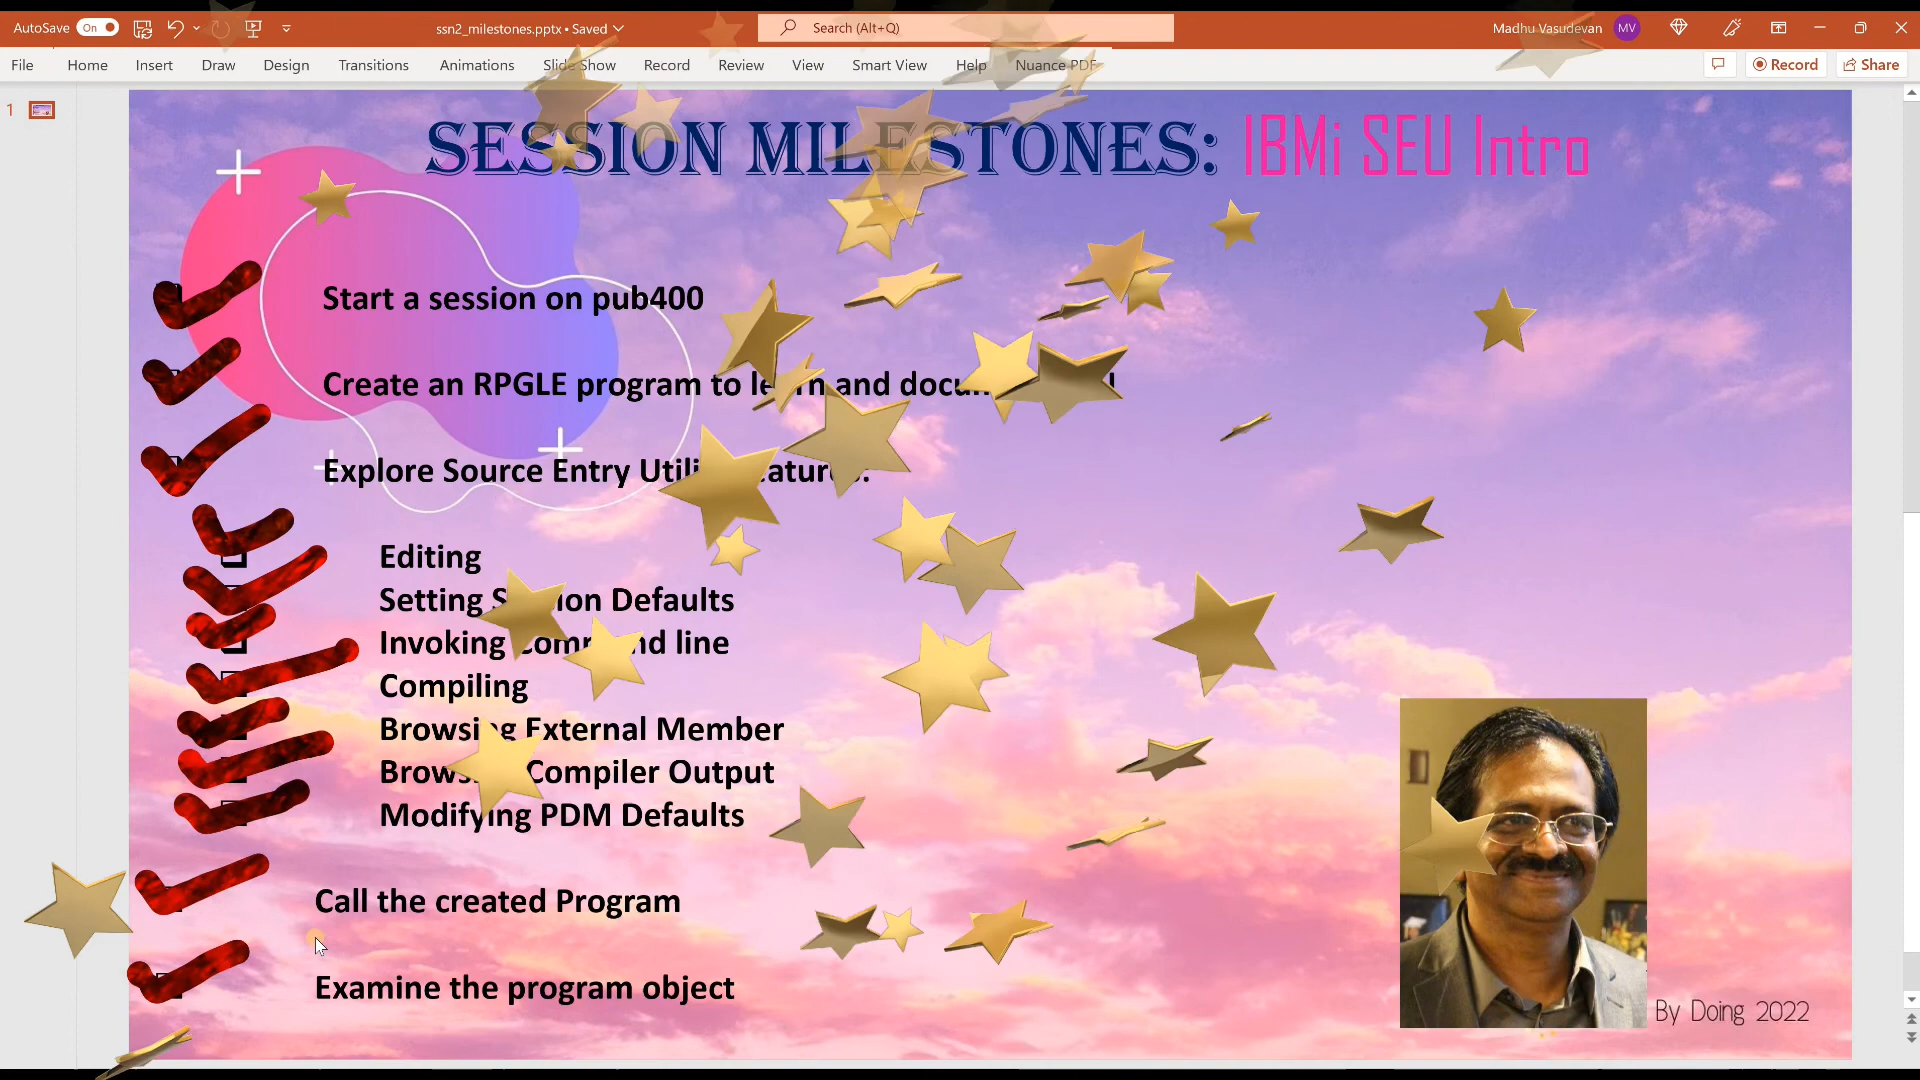 AutoSave On
ssn2_milestones.pptx • Saved
Search (Alt+Q)
Madhu Vasudevan MV
File Home Insert Draw Design Transitions Animations Slide Show Record Review View Smart View Help Nuance PDF
Record Share
1
SESSION MILESTONES: IBMi SEU Intro
Start a session on pub400
Create an RPGLE program to learn and
Explore Source Entry
Editing
Setting Session Defaults
Invoking Command line
Compiling
Browsing External Member
Browsing Compiler Output
Modifying PDM Defaults
Call the created Program
Examine the program object
By Doing 2022